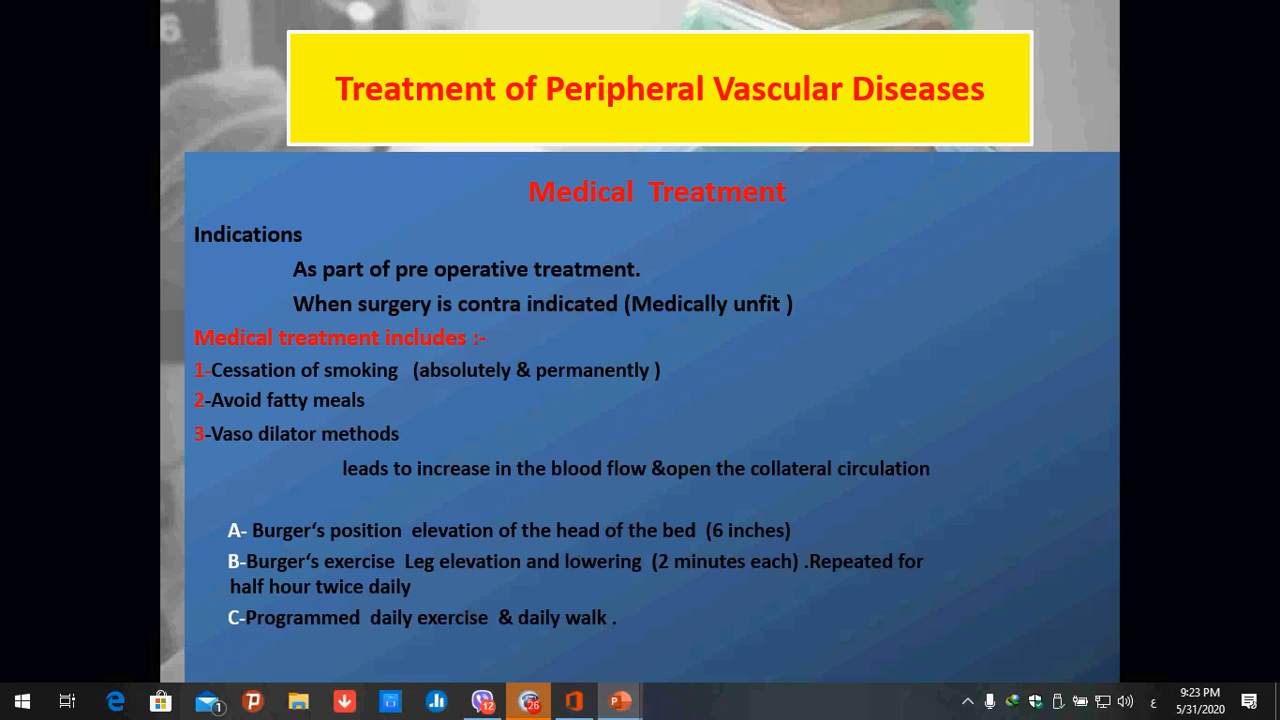 Treatment of Peripheral Vascular Diseases
Medical Treatment
Indications
As part of pre operative treatment.
When surgery is contra indicated (Medically unfit )
Medical treatment includes :-
1-Cessation of smoking (absolutely & permanently )
2-Avoid fatty meals
3-Vaso dilator methods
leads to increase in the blood flow &open the collateral circulation
A- Burger‘s position elevation of the head of the bed (6 inches)
B-Burger‘s exercise Leg elevation and lowering (2 minutes each) .Repeated for
half hour twice daily
C-Programmed daily exercise & daily walk .
1
12
26
ع
9:23 PM
5/31/2020